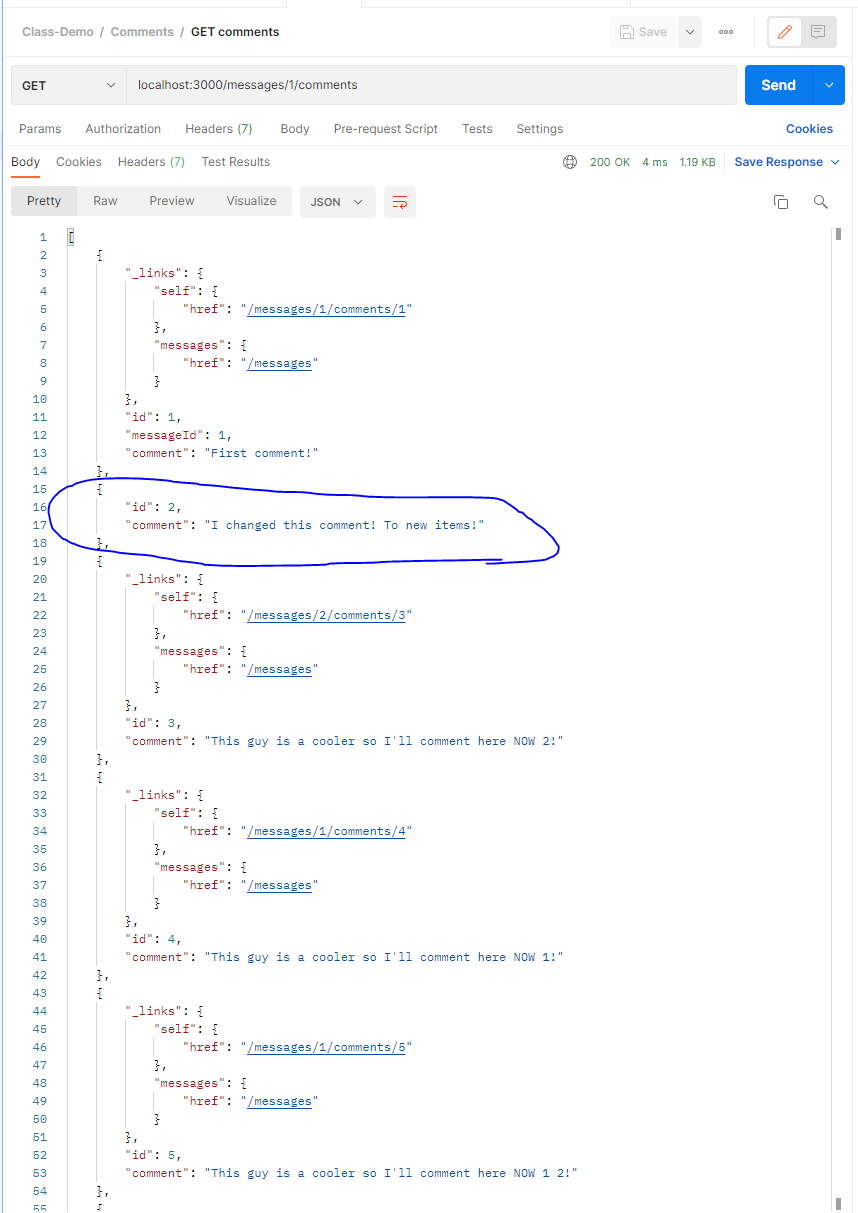 Class-Demo / Comments / GET comments
Save
GET localhost:3000/messages/1/comments Send
Params Authorization Headers (7) Body Pre-request Script Tests Settings Cookies
Body Cookies Headers (7) Test Results 200 OK 4 ms 1.19 KB Save Response
Pretty Raw Preview Visualize JSON
1 [
2 {
3 "_links": {
4 "self": {
5 "href": "/messages/1/comments/1"
6 },
7 "messages": {
8 "href": "/messages"
9 }
10 },
11 "id": 1,
12 "messageId": 1,
13 "comment": "First comment!"
14 },
15 {
16 "id": 2,
17 "comment": "I changed this comment! To new items!"
18 },
19 {
20 "_links": {
21 "self": {
22 "href": "/messages/2/comments/3"
23 },
24 "messages": {
25 "href": "/messages"
26 }
27 },
28 "id": 3,
29 "comment": "This guy is a cooler so I'll comment here NOW 2!"
30 },
31 {
32 "_links": {
33 "self": {
34 "href": "/messages/1/comments/4"
35 },
36 "messages": {
37 "href": "/messages"
38 }
39 },
40 "id": 4,
41 "comment": "This guy is a cooler so I'll comment here NOW 1!"
42 },
43 {
44 "_links": {
45 "self": {
46 "href": "/messages/1/comments/5"
47 },
48 "messages": {
49 "href": "/messages"
50 }
51 },
52 "id": 5,
53 "comment": "This guy is a cooler so I'll comment here NOW 1 2!"
54 },
55 {